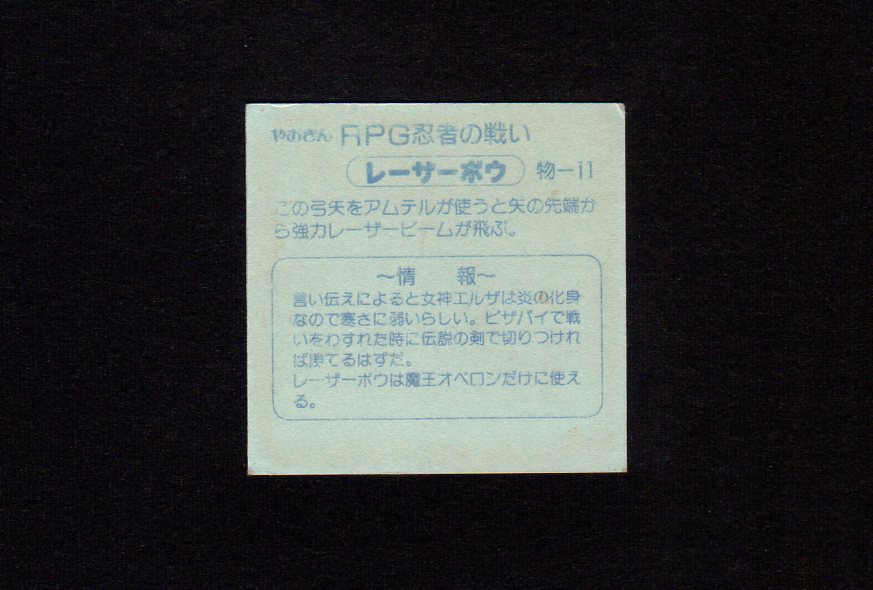 やおきん RPG忍者の戦い
レーザーボウ 物-11
この弓矢をアムテルが使うと矢の先端か
ら強力レーザービームが飛ぶ。
～情　報～
言い伝えによると女神エルザは炎の化身
なので寒さに弱いらしい。ピザパイで戦
いをわすれた時に伝説の剣で切りつけれ
ば勝てるはずだ。
レーザーボウは魔王オベロンだけに使え
る。